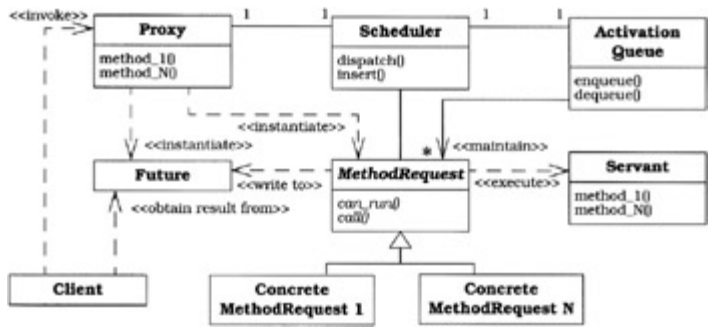 <<invoke>>
Proxy
method_1()
method_N()
1
1
Scheduler
dispatch()
insert()
1
1
Activation
Queue
enqueue()
dequeue()
<<instantiate>>
<<instantiate>>
*
<<maintain>>
Future
<<write to>>
MethodRequest
can_run()
call()
<<execute>>
Servant
method_1()
method_N()
<<obtain result from>>
Client
Concrete
MethodRequest 1
Concrete
MethodRequest N